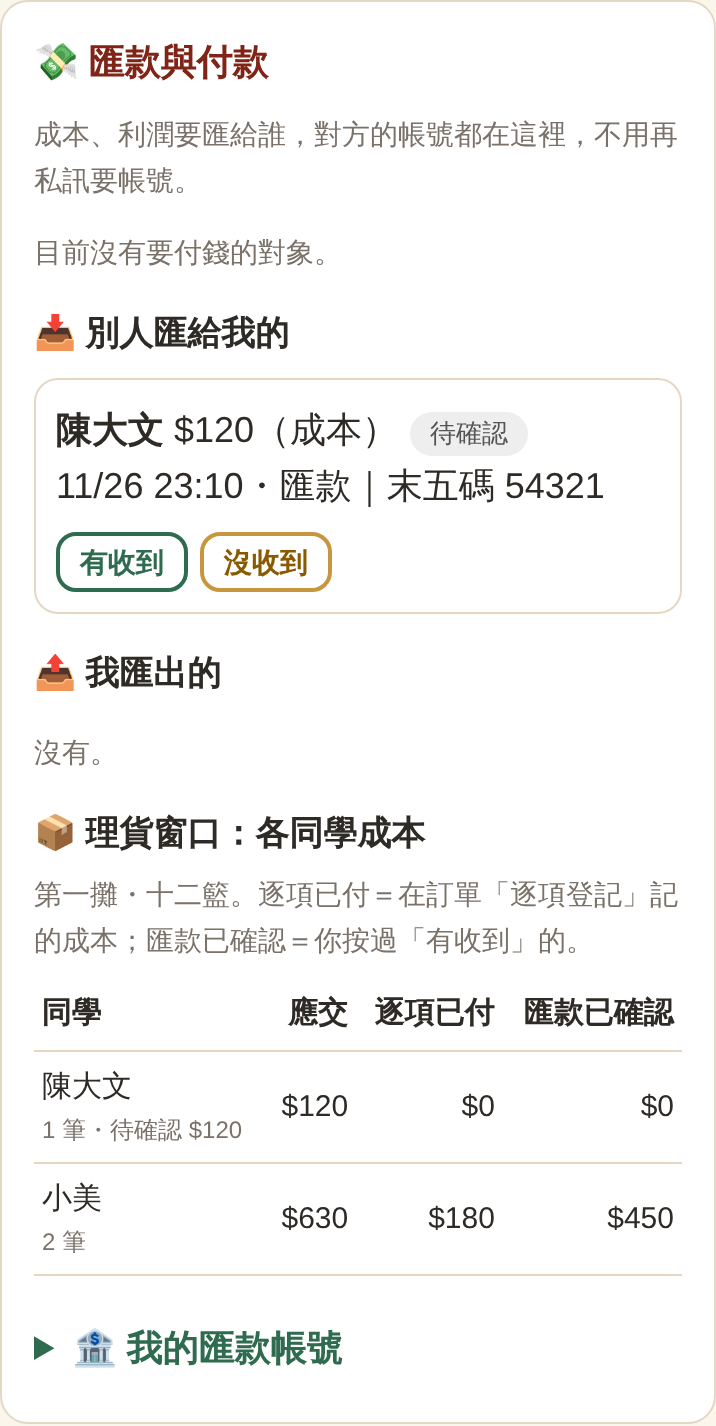 💸 匯款與付款
成本、利潤要匯給誰，對方的帳號都在這裡，不用再
私訊要帳號。
目前沒有要付錢的對象。
📥 別人匯給我的
陳大文 $120（成本） 待確認
11/26 23:10・匯款｜末五碼 54321
有收到 沒收到
📤 我匯出的
沒有。
📦 理貨窗口：各同學成本
第一攤・十二籃。逐項已付＝在訂單「逐項登記」記
的成本；匯款已確認＝你按過「有收到」的。
同學 應交 逐項已付 匯款已確認
陳大文 $120 $0 $0
1 筆・待確認 $120
小美 $630 $180 $450
2 筆
▶ 🏦 我的匯款帳號